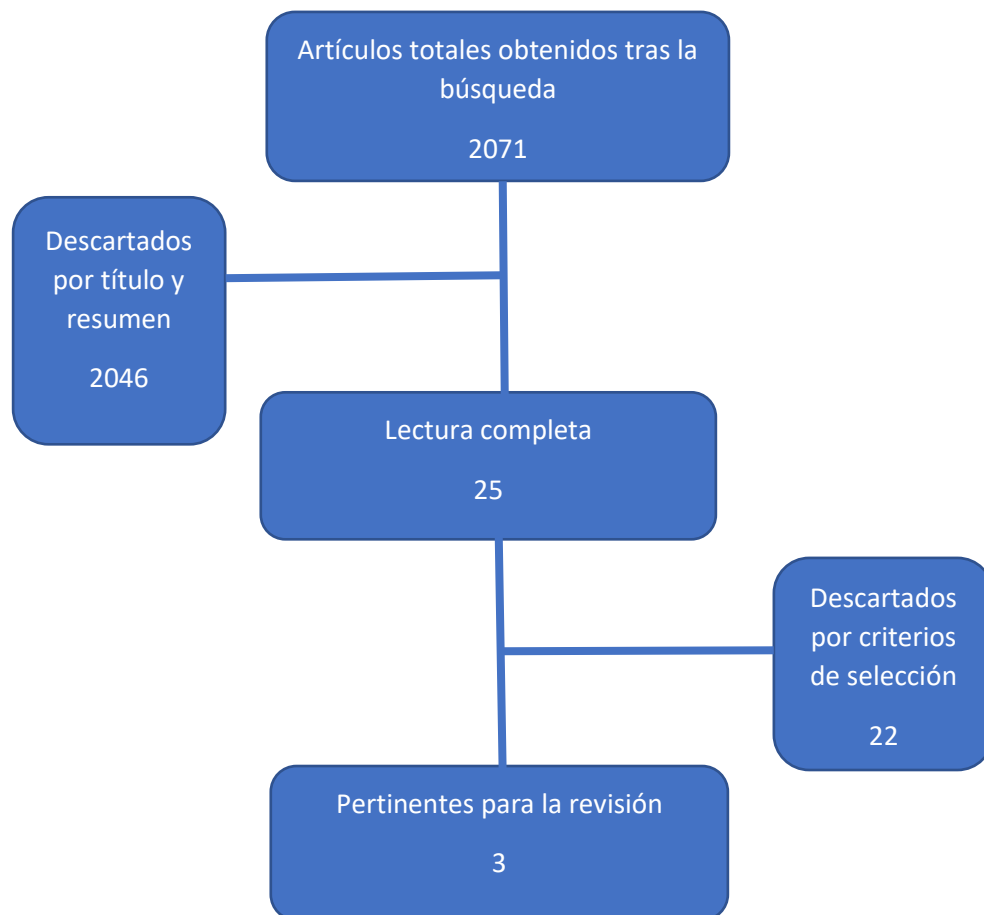 Artículos totales obtenidos tras la
búsqueda
2071
Descartados
por título y
resumen
2046
Lectura completa
25
Descartados
por criterios
de selección
22
Pertinentes para la revisión
3